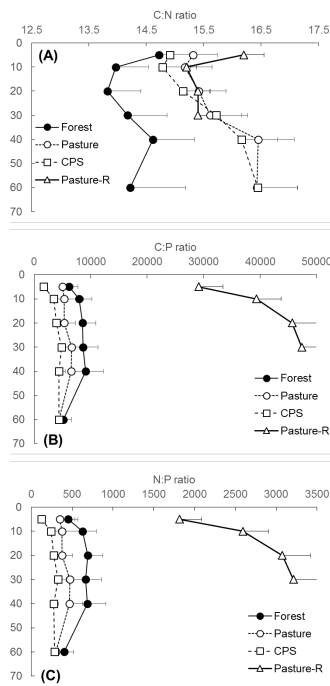 C:N ratio
12.5 13.5 14.5 15.5 16.5 17.5
0
10
20
30
40
50
60
70
(A)
Forest
Pasture
CPS
Pasture-R
C:P ratio
0 10000 20000 30000 40000 50000
0
10
20
30
40
50
60
70
(B)
Forest
Pasture
CPS
Pasture-R
N:P ratio
0 500 1000 1500 2000 2500 3000 3500
0
10
20
30
40
50
60
70
(C)
Forest
Pasture
CPS
Pasture-R